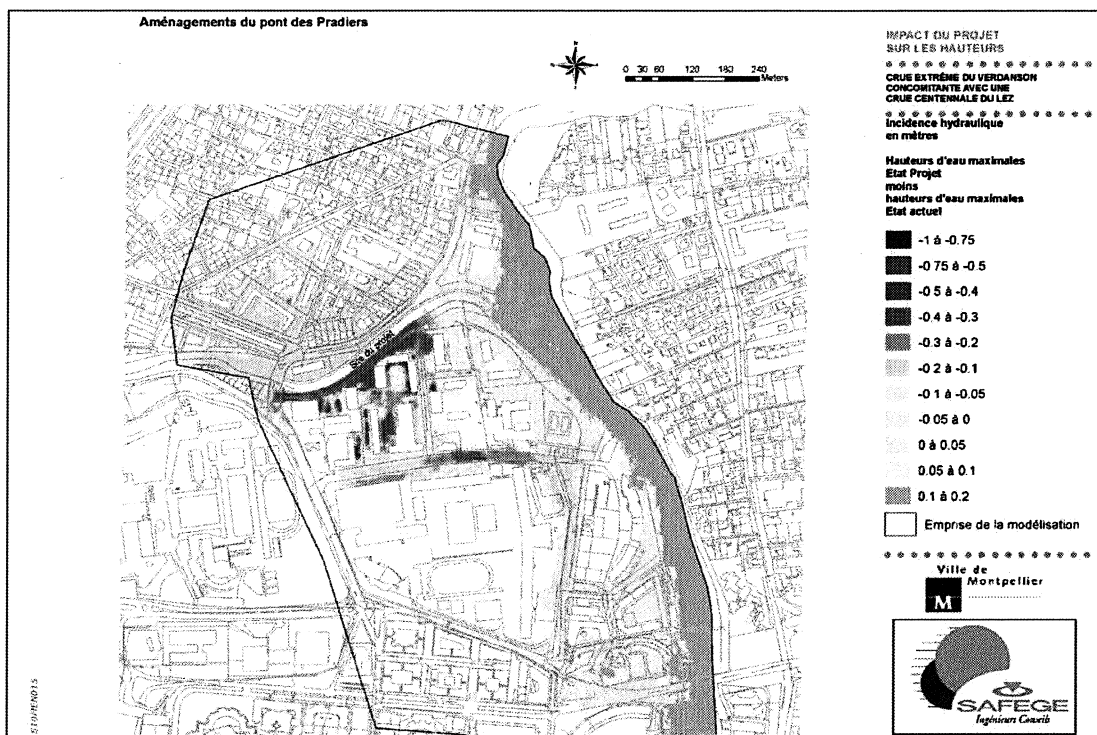 Aménagements du pont des Pradiers
N
0 30 60 120 180 240
Meters
IMPACT DU PROJET
SUR LES HAUTEURS
CRUE EXTRÊME DU VERDANSON
CONCOMITANTE AVEC UNE
CRUE CENTENNALE DU LEZ
Incidence hydraulique
en mètres
Hauteurs d'eau maximales
Etat Projet
moins
hauteurs d'eau maximales
Etat actuel
-1 à -0.75
-0.75 à -0.5
-0.5 à -0.4
-0.4 à -0.3
-0.3 à -0.2
-0.2 à -0.1
-0.1 à -0.05
-0.05 à 0
0 à 0.05
0.05 à 0.1
0.1 à 0.2
Emprise de la modélisation
Site du projet
Ville de
Montpellier
M
SAFEGE
Ingénieurs Conseils